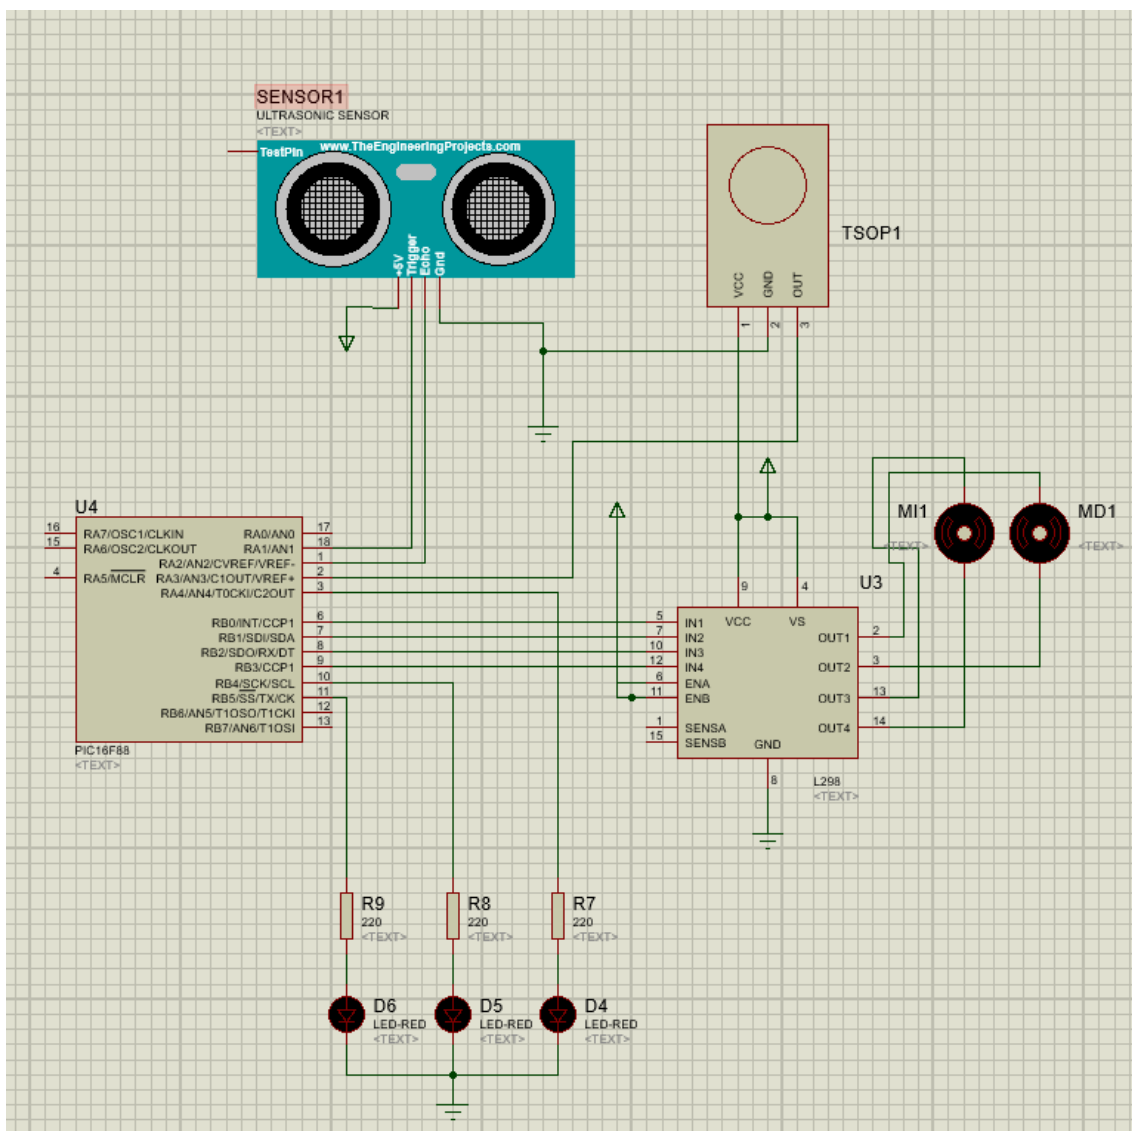 SENSOR1
ULTRASONIC SENSOR
<TEXT>
TestPin
www.TheEngineeringProjects.com
+5V
Trigger
Echo
Gnd
TSOP1
VCC
GND
OUT
1
2
3
U4
16
RA7/OSC1/CLKIN
15
RA6/OSC2/CLKOUT
4
RA5/MCLR
RA0/AN0
17
RA1/AN1
18
RA2/AN2/CVREF/VREF-
1
RA3/AN3/C1OUT/VREF+
2
RA4/AN4/T0CKI/C2OUT
3
RB0/INT/CCP1
6
RB1/SDI/SDA
7
RB2/SDO/RX/DT
8
RB3/CCP1
9
RB4/SCK/SCL
10
RB5/SS/TX/CK
11
RB6/AN5/T1OSO/T1CKI
12
RB7/AN6/T1OSI
13
PIC16F88
<TEXT>
MI1
<TEXT>
MD1
<TEXT>
U3
9
4
VCC
VS
5
IN1
7
IN2
10
IN3
12
IN4
6
ENA
11
ENB
1
SENSA
15
SENSB
OUT1
2
OUT2
3
OUT3
13
OUT4
14
GND
8
L298
<TEXT>
R9
220
<TEXT>
R8
220
<TEXT>
R7
220
<TEXT>
D6
LED-RED
<TEXT>
D5
LED-RED
<TEXT>
D4
LED-RED
<TEXT>